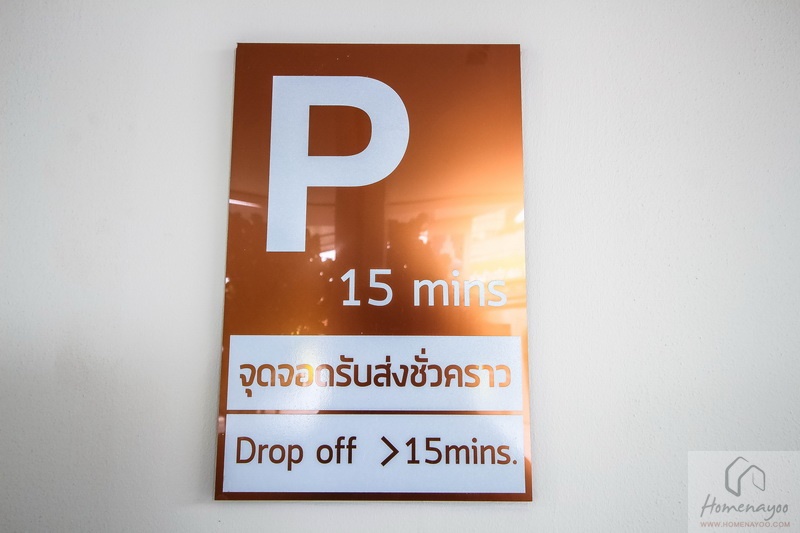 P
15 mins
จุดจอดรับส่งชั่วคราว
Drop off >15mins.
Homenayoo
WWW.HOMENAYOO.COM